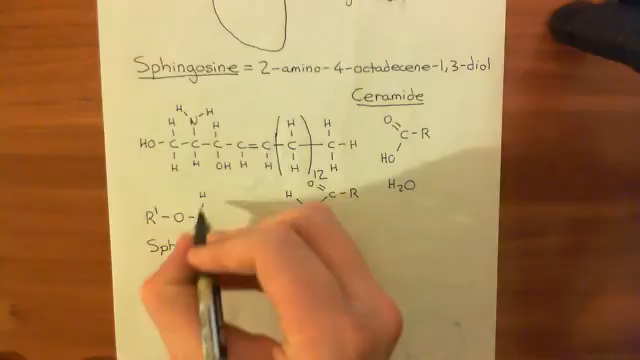 Sphingosine = 2-amino-4-octadecene-1,3-diol
Ceramide
H H
H N H H H O
HO-C-C-C-C=C-C-C-H C-R
H H OH H H H H HO
12
O H₂O
H H C-R
R'-O-
Sph